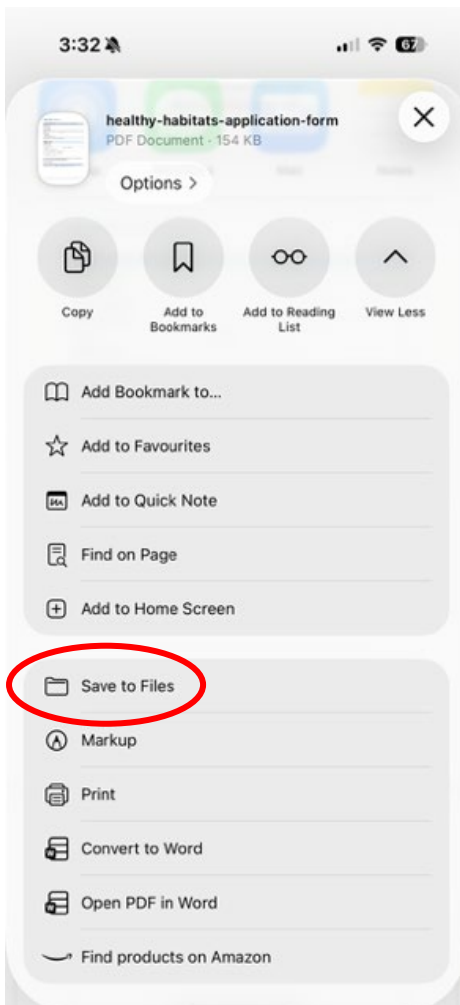 3:32
67
healthy-habitats-application-form
PDF Document · 154 KB
Options >
Copy
Add to
Bookmarks
Add to Reading
List
View Less
Add Bookmark to...
Add to Favourites
Add to Quick Note
Find on Page
Add to Home Screen
Save to Files
Markup
Print
Convert to Word
Open PDF in Word
Find products on Amazon